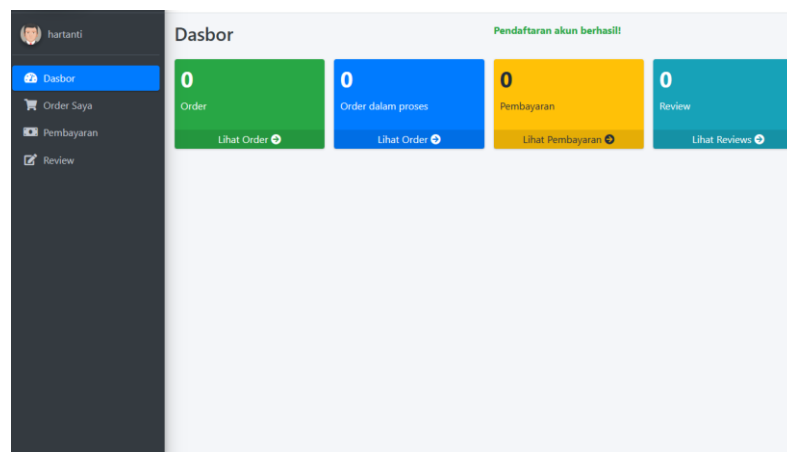 hartanti
Dasbor
Order Saya
Pembayaran
Review
Dasbor
Pendaftaran akun berhasil!
0
Order
Lihat Order
0
Order dalam proses
Lihat Order
0
Pembayaran
Lihat Pembayaran
0
Review
Lihat Reviews